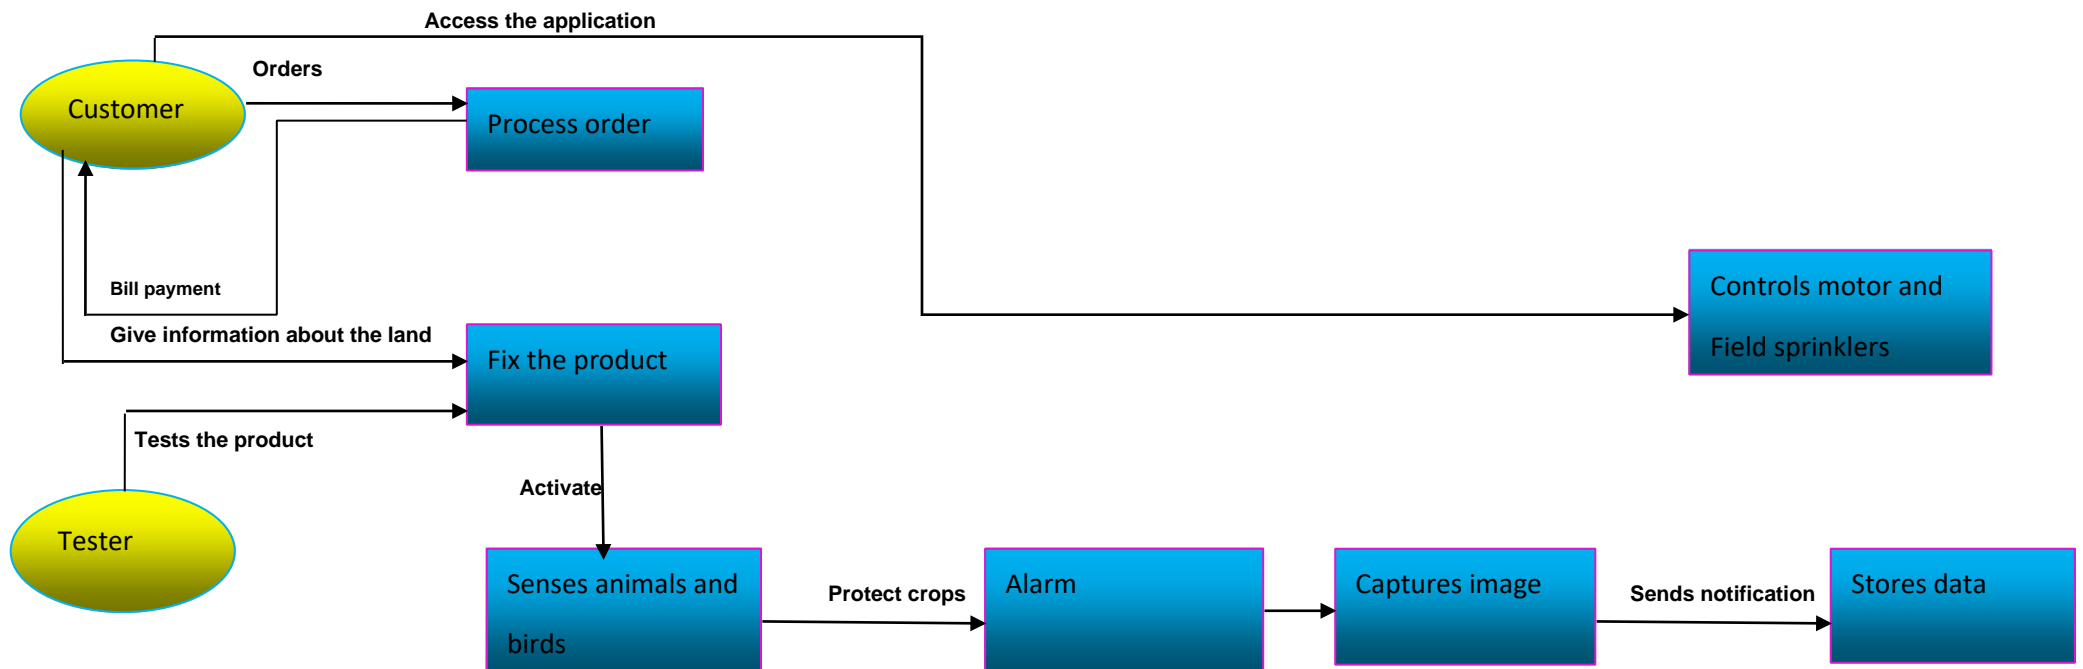 Access the application
Orders
Customer
Process order
Bill payment
Controls motor and
Field sprinklers
Give information about the land
Fix the product
Tests the product
Activate
Tester
Senses animals and
birds
Protect crops
Alarm
Captures image
Sends notification
Stores data